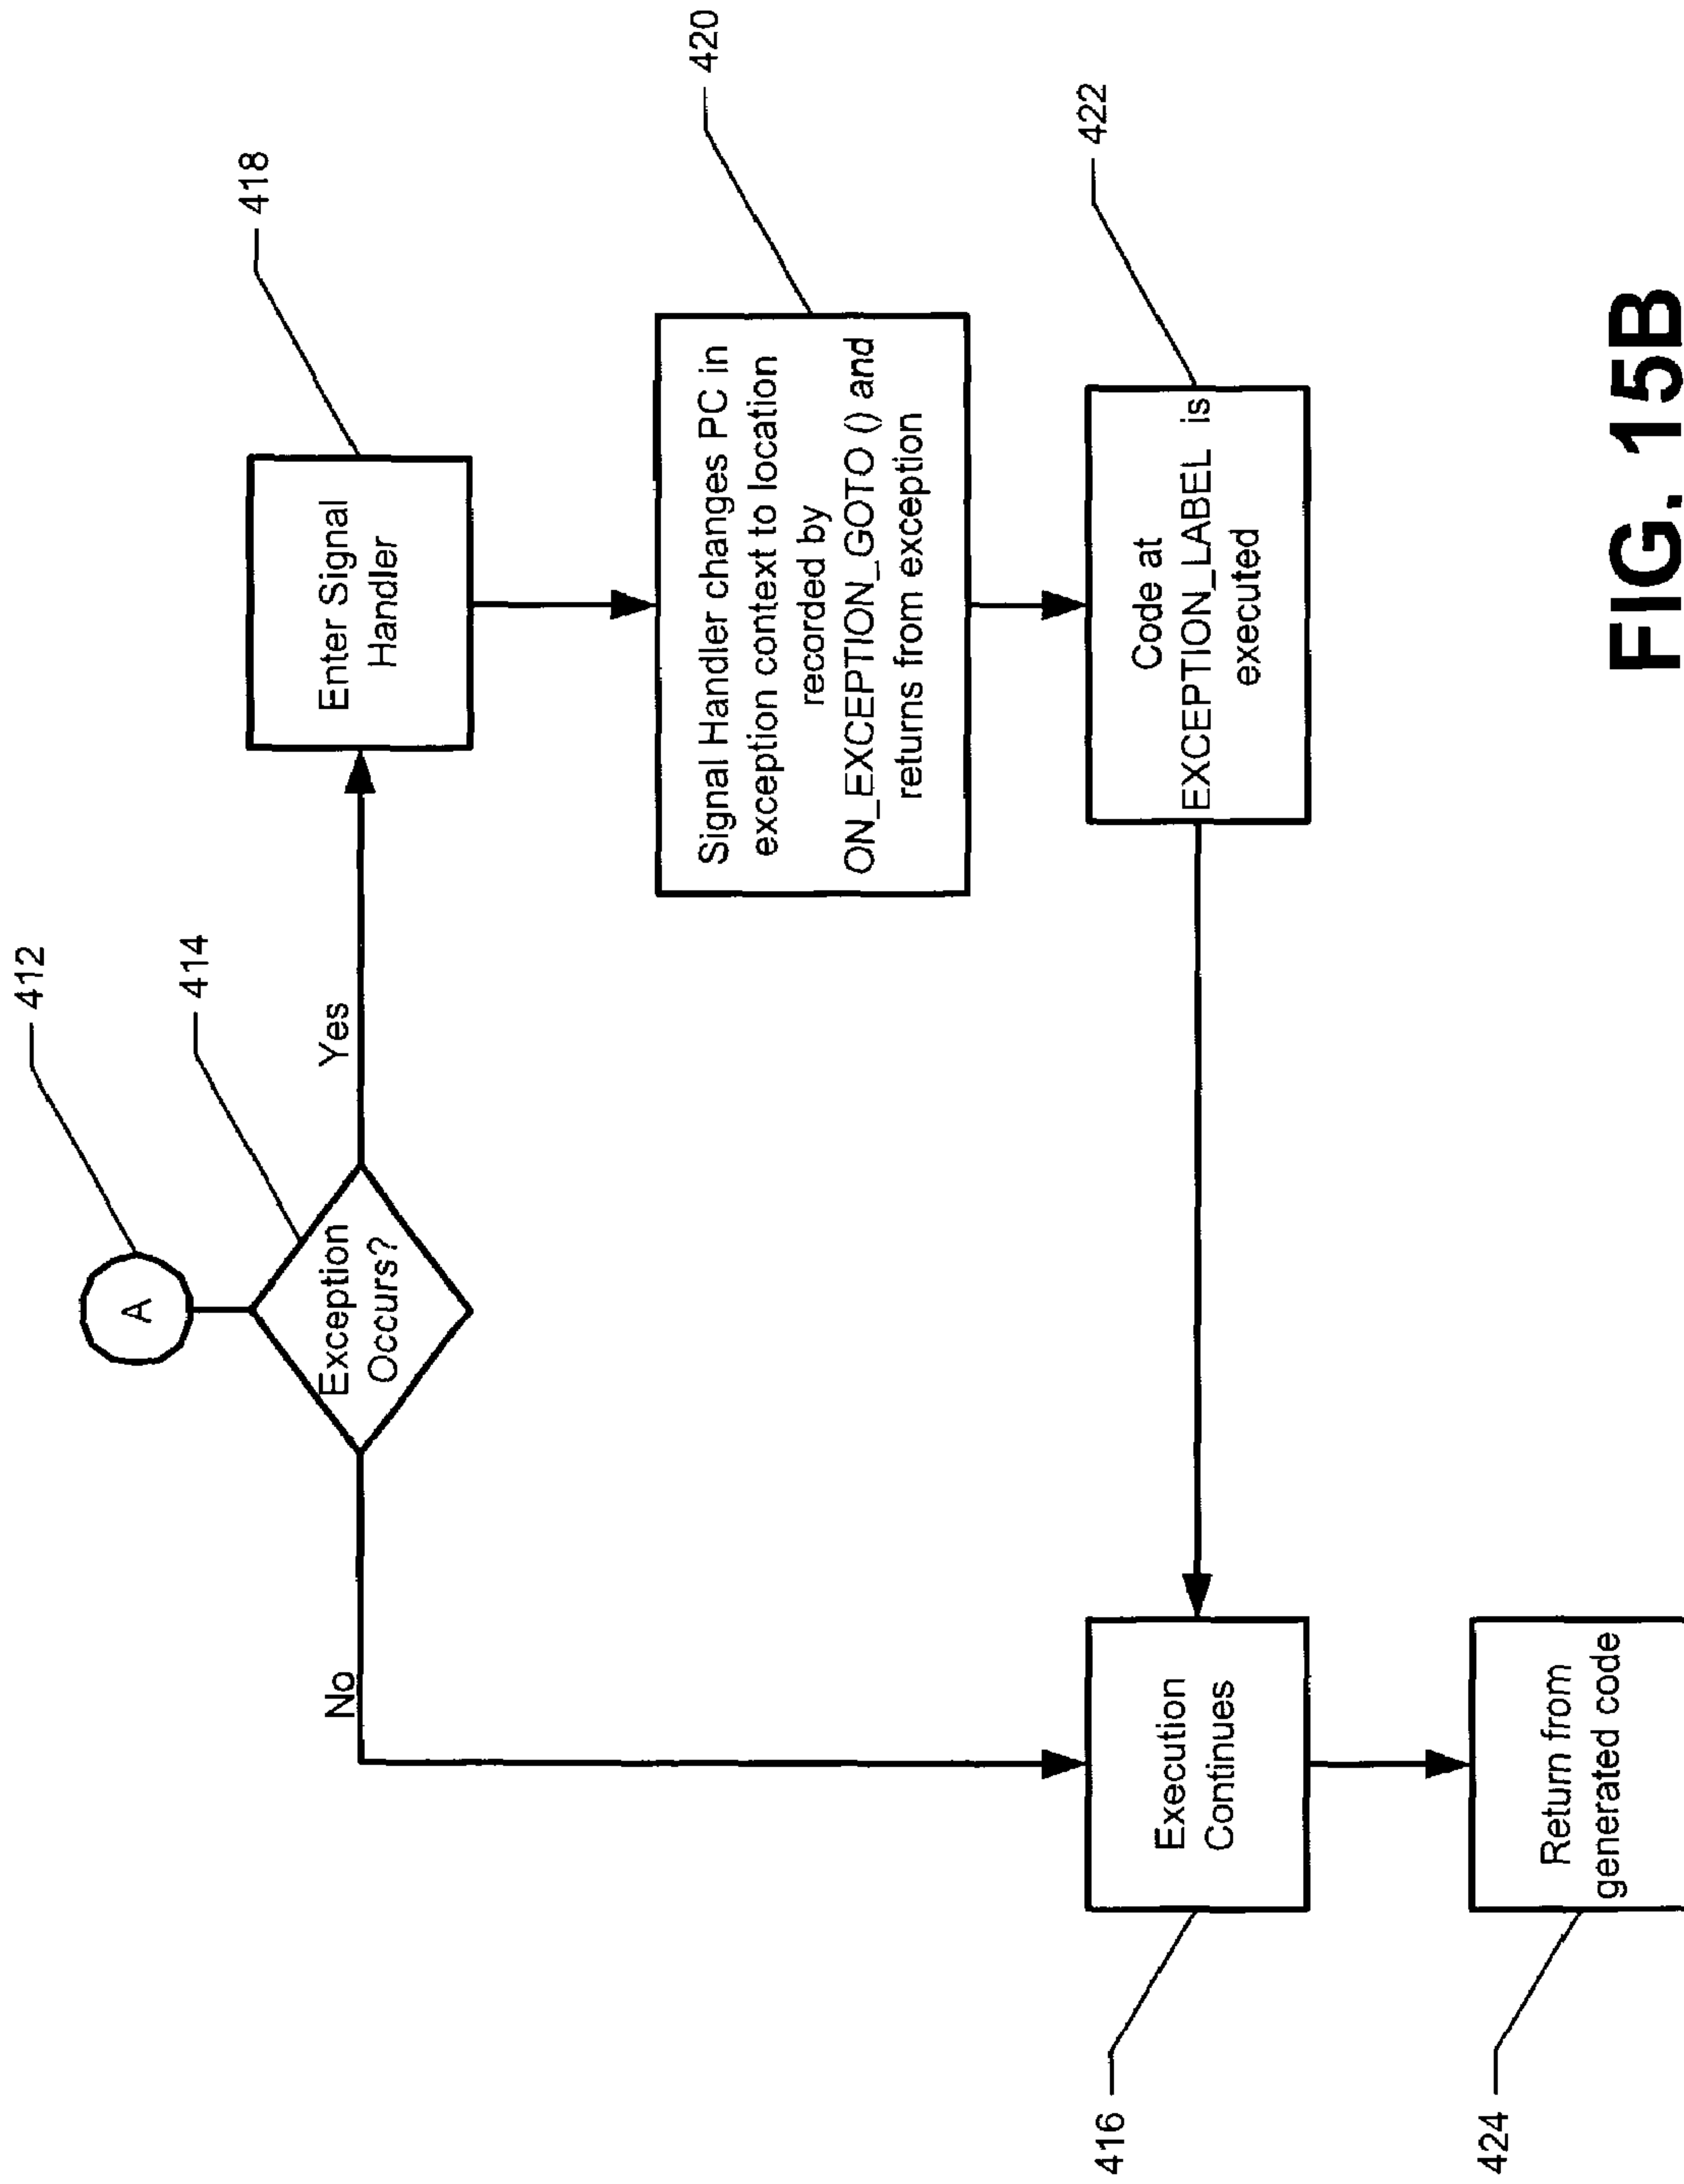 412
A
414
Exception
Occurs?
Yes
No
418
Enter Signal
Handler
420
Signal Handler changes PC in
exception context to location
recorded by
ON_EXCEPTION_GOTO () and
returns from exception
422
Code at
EXCEPTION_LABEL is
executed
416
Execution
Continues
424
Return from
generated code
FIG. 15B